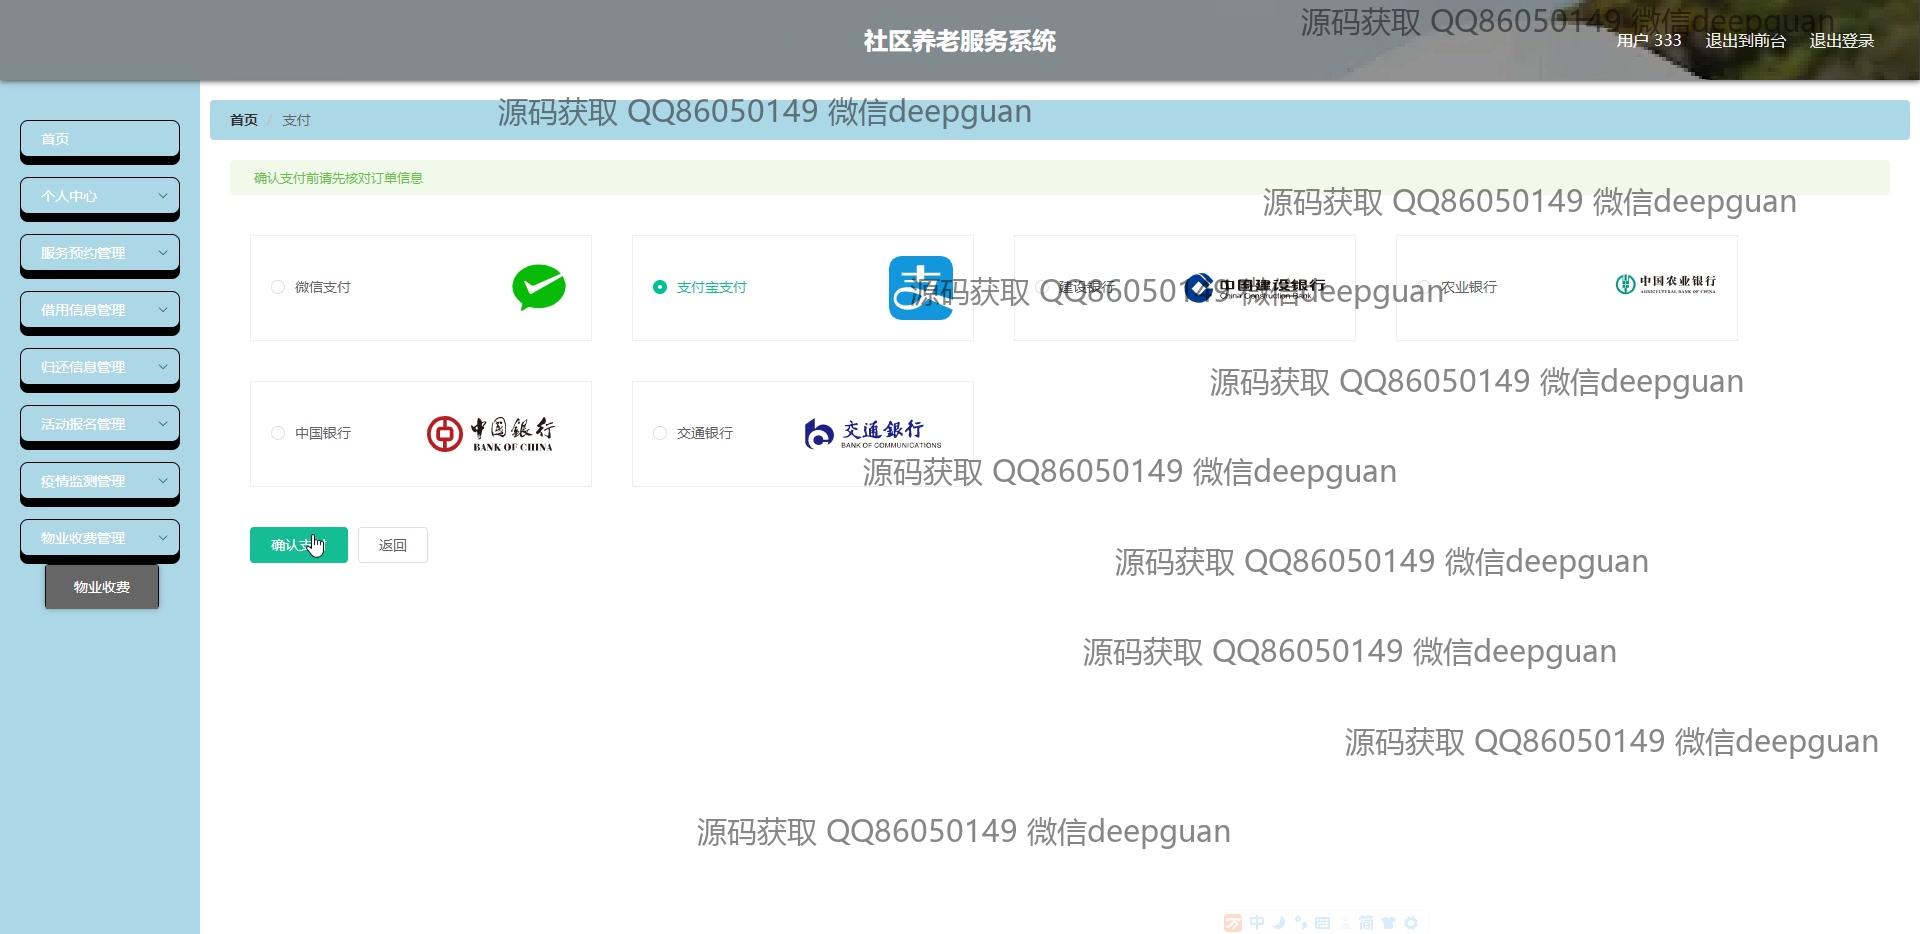 源码获取 QQ86050149 微信deepguan
社区养老服务系统
用户 333 退出到前台 退出登录
首页
个人中心
服务预约管理
借用信息管理
归还信息管理
活动报名管理
疫情监测管理
物业收费管理
物业收费
首页 / 支付
源码获取 QQ86050149 微信deepguan
确认支付前请先核对订单信息
源码获取 QQ86050149 微信deepguan
微信支付
支付宝支付
支
建设银行
中国建设银行
China Construction Bank
农业银行
中国农业银行
AGRICULTURAL BANK OF CHINA
源码获取 QQ86050149 微信deepguan
源码获取 QQ86050149 微信deepguan
中国银行
中國銀行
BANK OF CHINA
交通银行
交通銀行
BANK OF COMMUNICATIONS
源码获取 QQ86050149 微信deepguan
确认支付
返回
源码获取 QQ86050149 微信deepguan
源码获取 QQ86050149 微信deepguan
源码获取 QQ86050149 微信deepguan
源码获取 QQ86050149 微信deepguan
中 简